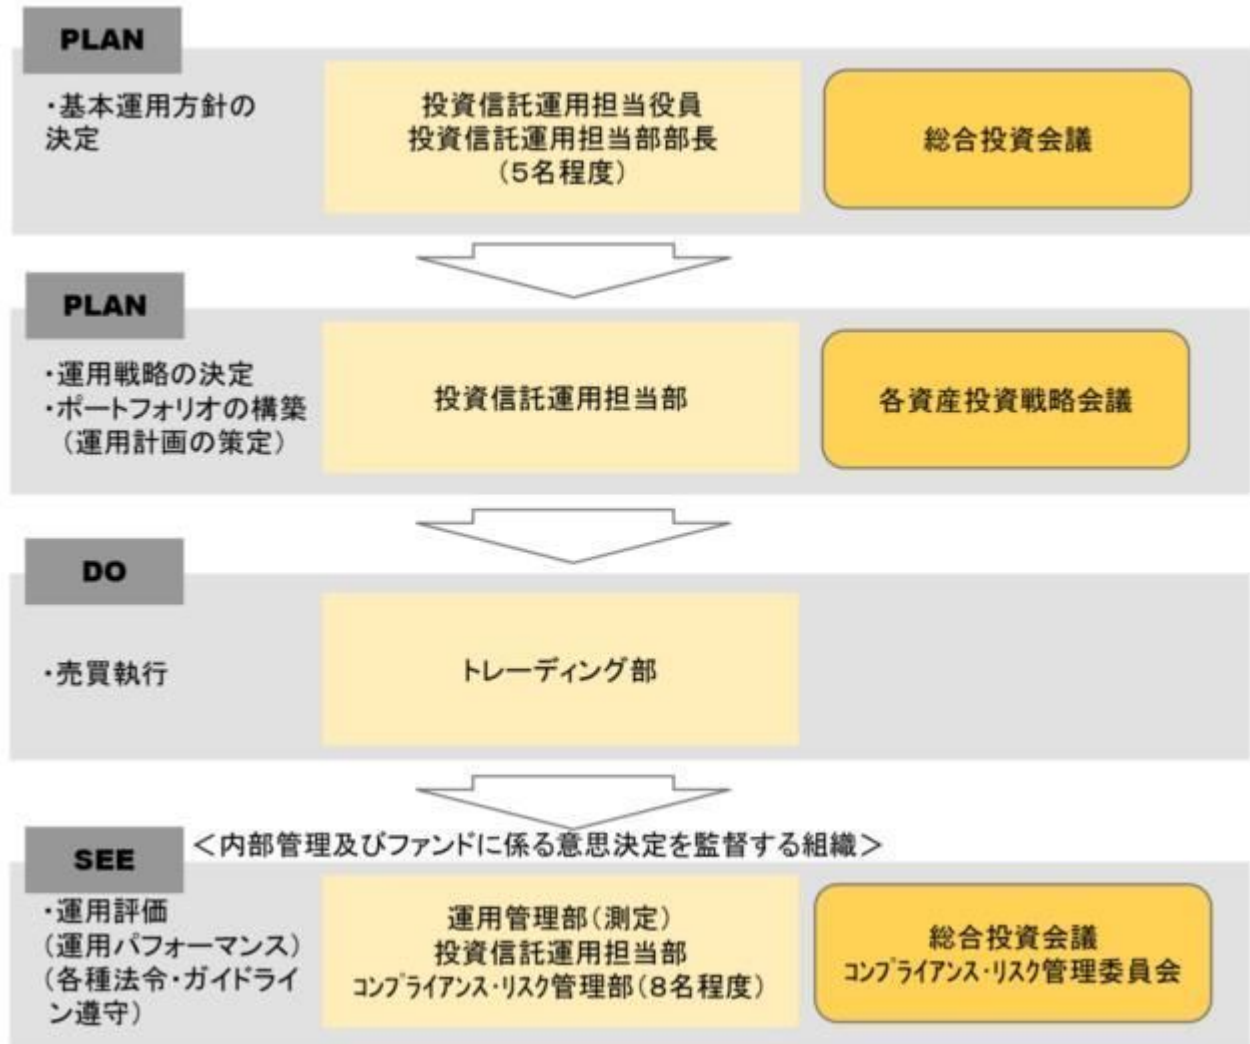 PLAN
・基本運用方針の
決定
投資信託運用担当役員
投資信託運用担当部部長
(5名程度)
総合投資会議
PLAN
・運用戦略の決定
・ポートフォリオの構築
(運用計画の策定)
投資信託運用担当部
各資産投資戦略会議
DO
・売買執行
トレーディング部
SEE
＜内部管理及びファンドに係る意思決定を監督する組織＞
・運用評価
(運用パフォーマンス)
(各種法令・ガイドライ
ン遵守)
運用管理部(測定)
投資信託運用担当部
ｺﾝﾌﾟﾗｲｱﾝｽ・ﾘｽｸ管理部(8名程度)
総合投資会議
ｺﾝﾌﾟﾗｲｱﾝｽ・ﾘｽｸ管理委員会